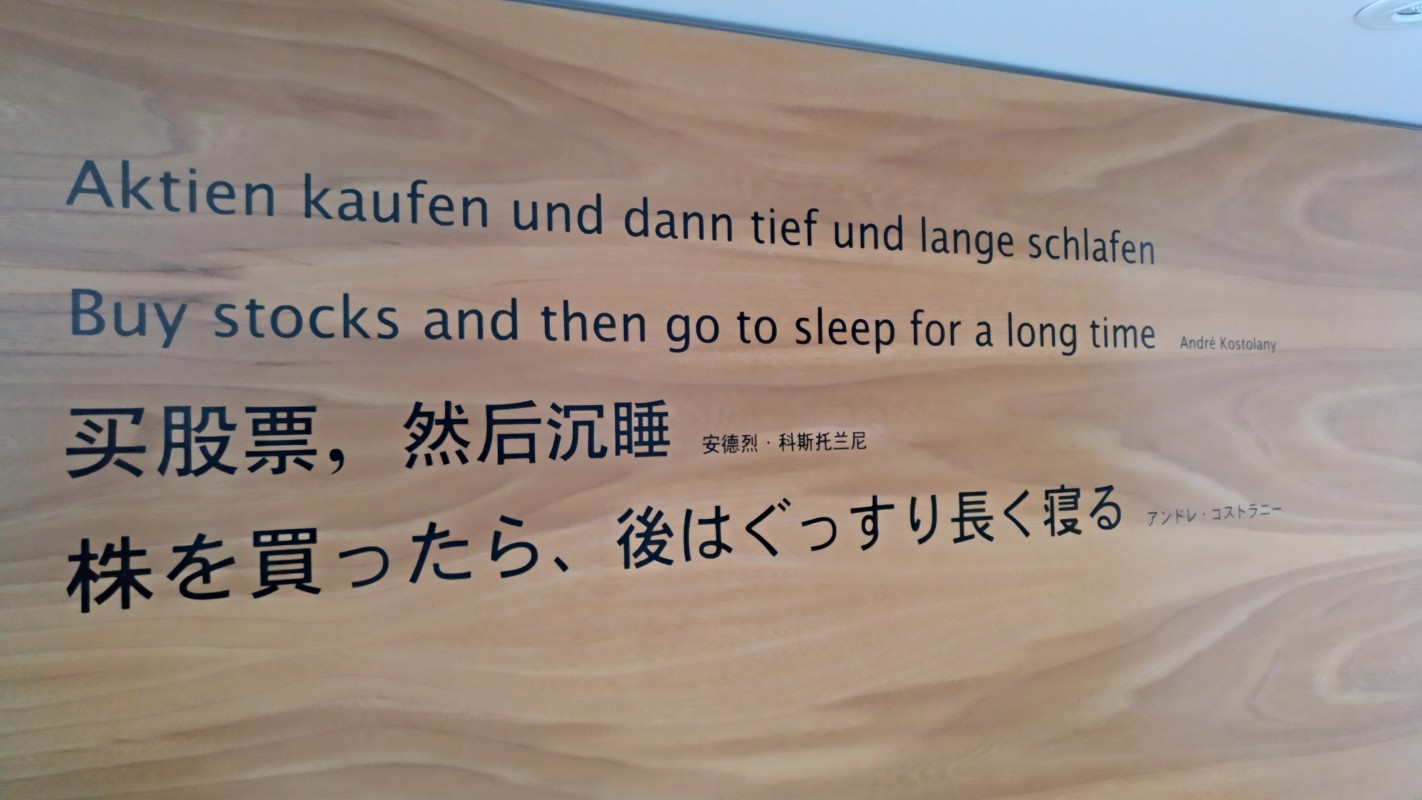 Aktien kaufen und dann tief und lange schlafen
Buy stocks and then go to sleep for a long time André Kostolany
买股票，然后沉睡 安德烈·科斯托兰尼
株を買ったら、後はぐっすり長く寝る アンドレ・コストラニー